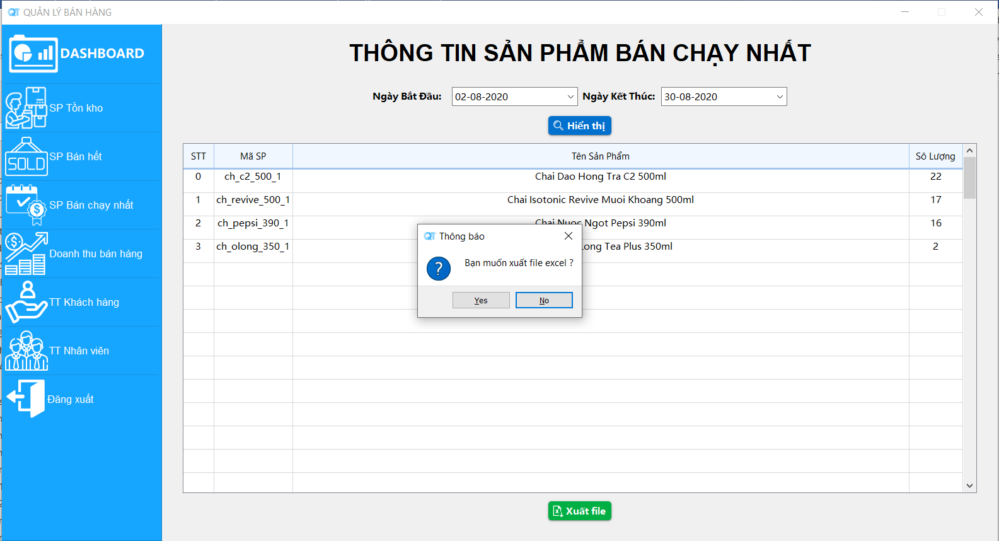 QT QUẢN LÝ BÁN HÀNG
DASHBOARD
SP Tồn kho
SOLD
SP Bán hết
SP Bán chạy nhất
Doanh thu bán hàng
TT Khách hàng
TT Nhân viên
Đăng xuất
THÔNG TIN SẢN PHẨM BÁN CHẠY NHẤT
Ngày Bắt Đầu: 02-08-2020 Ngày Kết Thúc: 30-08-2020
Hiển thị
STT Mã SP Tên Sản Phẩm Sô Lượng
0 ch_c2_500_1 Chai Dao Hong Tra C2 500ml 22
1 ch_revive_500_1 Chai Isotonic Revive Muoi Khoang 500ml 17
2 ch_pepsi_390_1 Chai Nuoc Ngot Pepsi 390ml 16
3 ch_olong_350_1 Long Tea Plus 350ml 2
QT Thông báo
Bạn muốn xuất file excel ?
Yes No
Xuất file